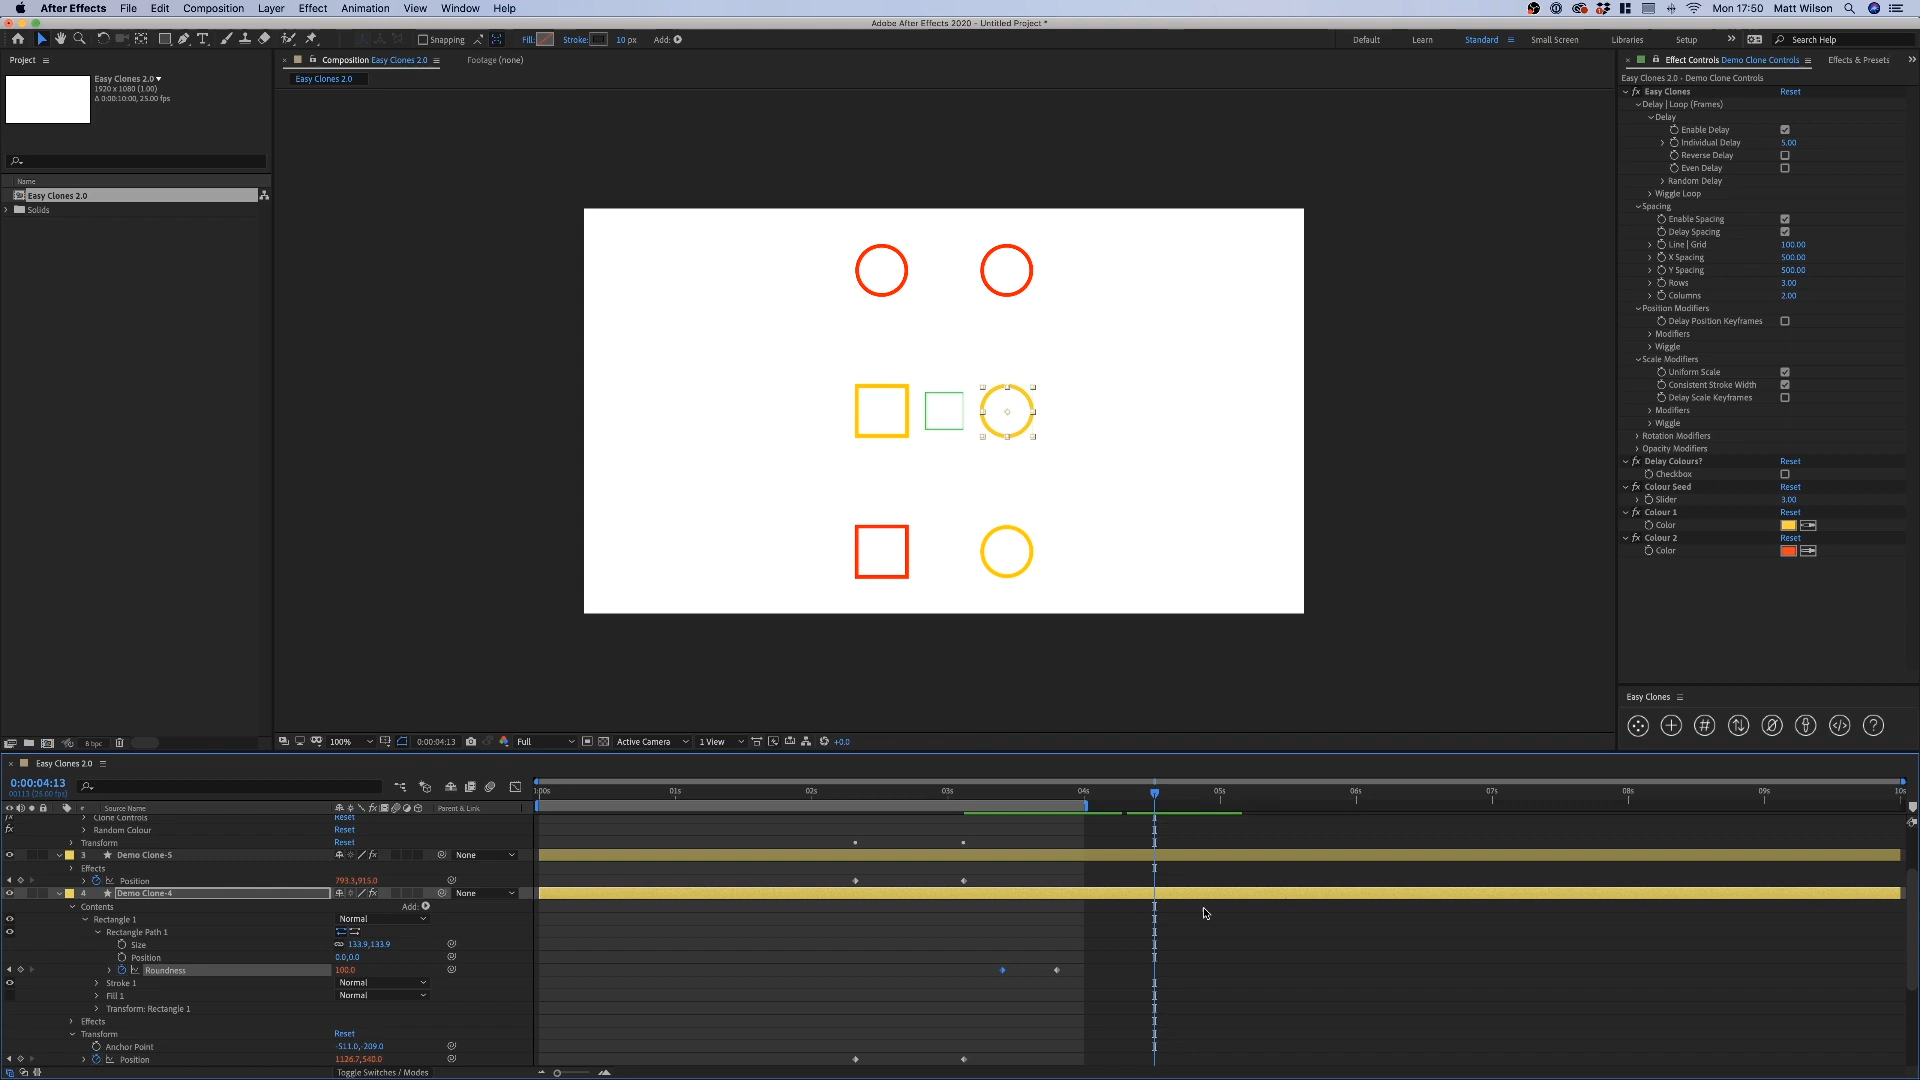 After Effects File Edit Composition Layer Effect Animation View Window Help Mon 17:50 Matt Wilson
Adobe After Effects 2020 - Untitled Project *
Snapping Fill: Stroke: 10 px Add: Default Learn Standard Small Screen Libraries Setup Search Help
Project
Composition Easy Clones 2.0 Footage (none)
Effect Controls Demo Clone Controls Effects & Presets
Easy Clones 2.0
Easy Clones 2.0 • Demo Clone Controls
Easy Clones 2.0
1920 x 1080 (1.00)
Δ 0:00:10:00, 25.00 fps
Name
Easy Clones 2.0
Solids
Easy Clones Reset
Delay | Loop (Frames)
Delay
Enable Delay
Individual Delay 5.00
Reverse Delay
Even Delay
Random Delay
Wiggle Loop
Spacing
Enable Spacing
Delay Spacing
Line | Grid 100.00
X Spacing 500.00
Y Spacing 500.00
Rows 3.00
Columns 2.00
Position Modifiers
Delay Position Keyframes
Modifiers
Wiggle
Scale Modifiers
Uniform Scale
Consistent Stroke Width
Delay Scale Keyframes
Modifiers
Wiggle
Rotation Modifiers
Opacity Modifiers
Delay Colours? Reset
Checkbox
Colour Seed Reset
Slider 3.00
Colour 1 Reset
Color
Colour 2 Reset
Color
Easy Clones
8 bpc
100% 0:00:04:13 Full Active Camera 1 View +0.0
Easy Clones 2.0
0:00:04:13
00113 (25.00 fps)
1:00s 01s 02s 03s 04s 05s 06s 07s 08s 09s 10s
# Source Name Parent & Link
Clone Controls Reset
Random Colour Reset
Transform Reset
3 Demo Clone-5 None
Effects
Position 793.3,915.0
4 Demo Clone-4 None
Contents Add:
Rectangle 1 Normal
Rectangle Path 1
Size 133.9,133.9
Position 0.0,0.0
Roundness 100.0
Stroke 1 Normal
Fill 1 Normal
Transform: Rectangle 1
Effects
Transform Reset
Anchor Point -511.0,-209.0
Position 1126.7,540.0
Toggle Switches / Modes